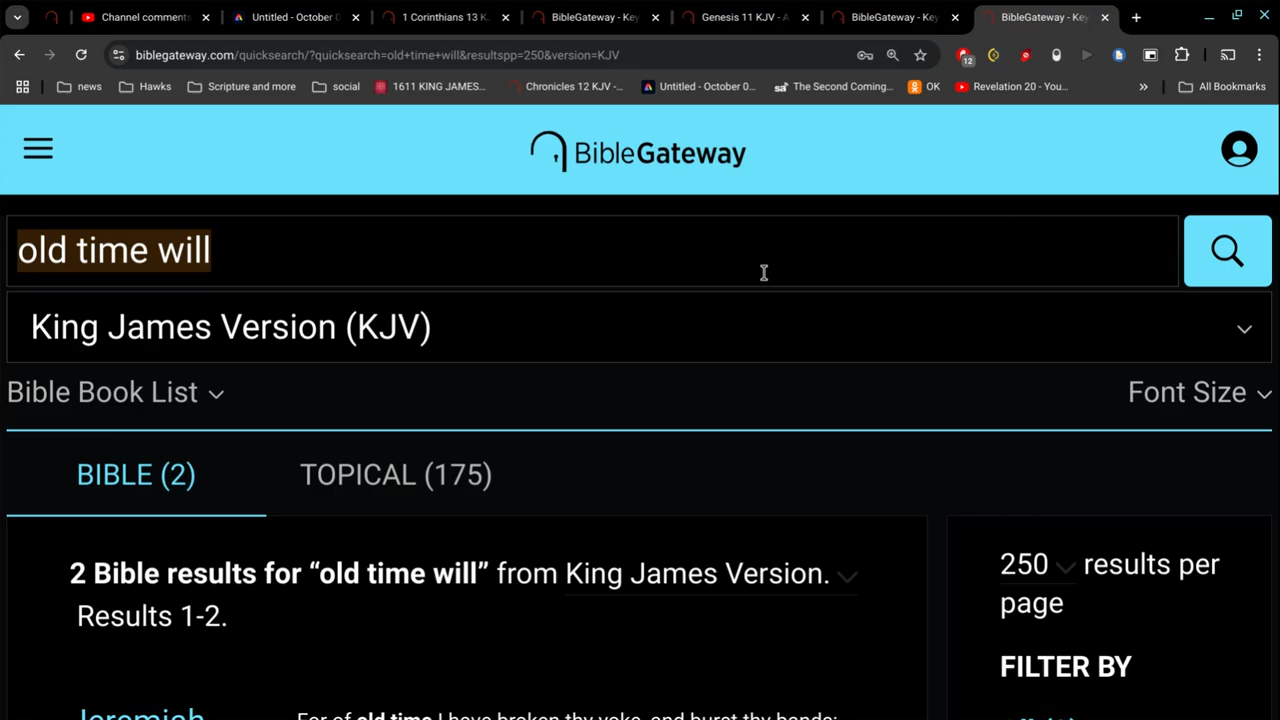 Channel comment
Untitled - October 0
1 Corinthians 13 K
BibleGateway - Key
Genesis 11 KJV - A
BibleGateway - Key
BibleGateway - Key
biblegateway.com/quicksearch/?quicksearch=old+time+will&resultspp=250&version=KJV
12
news
Hawks
Scripture and more
social
1611 KING JAMES...
Chronicles 12 KJV -...
Untitled - October 0...
The Second Coming...
OK
Revelation 20 - You...
»
All Bookmarks
BibleGateway
old time will
King James Version (KJV)
Bible Book List
Font Size
BIBLE (2)
TOPICAL (175)
2 Bible results for “old time will” from King James Version.
Results 1-2.
250 results per
page
FILTER BY
Jeremiah
For of old time I have broken thy yoke, and burst thy bands;